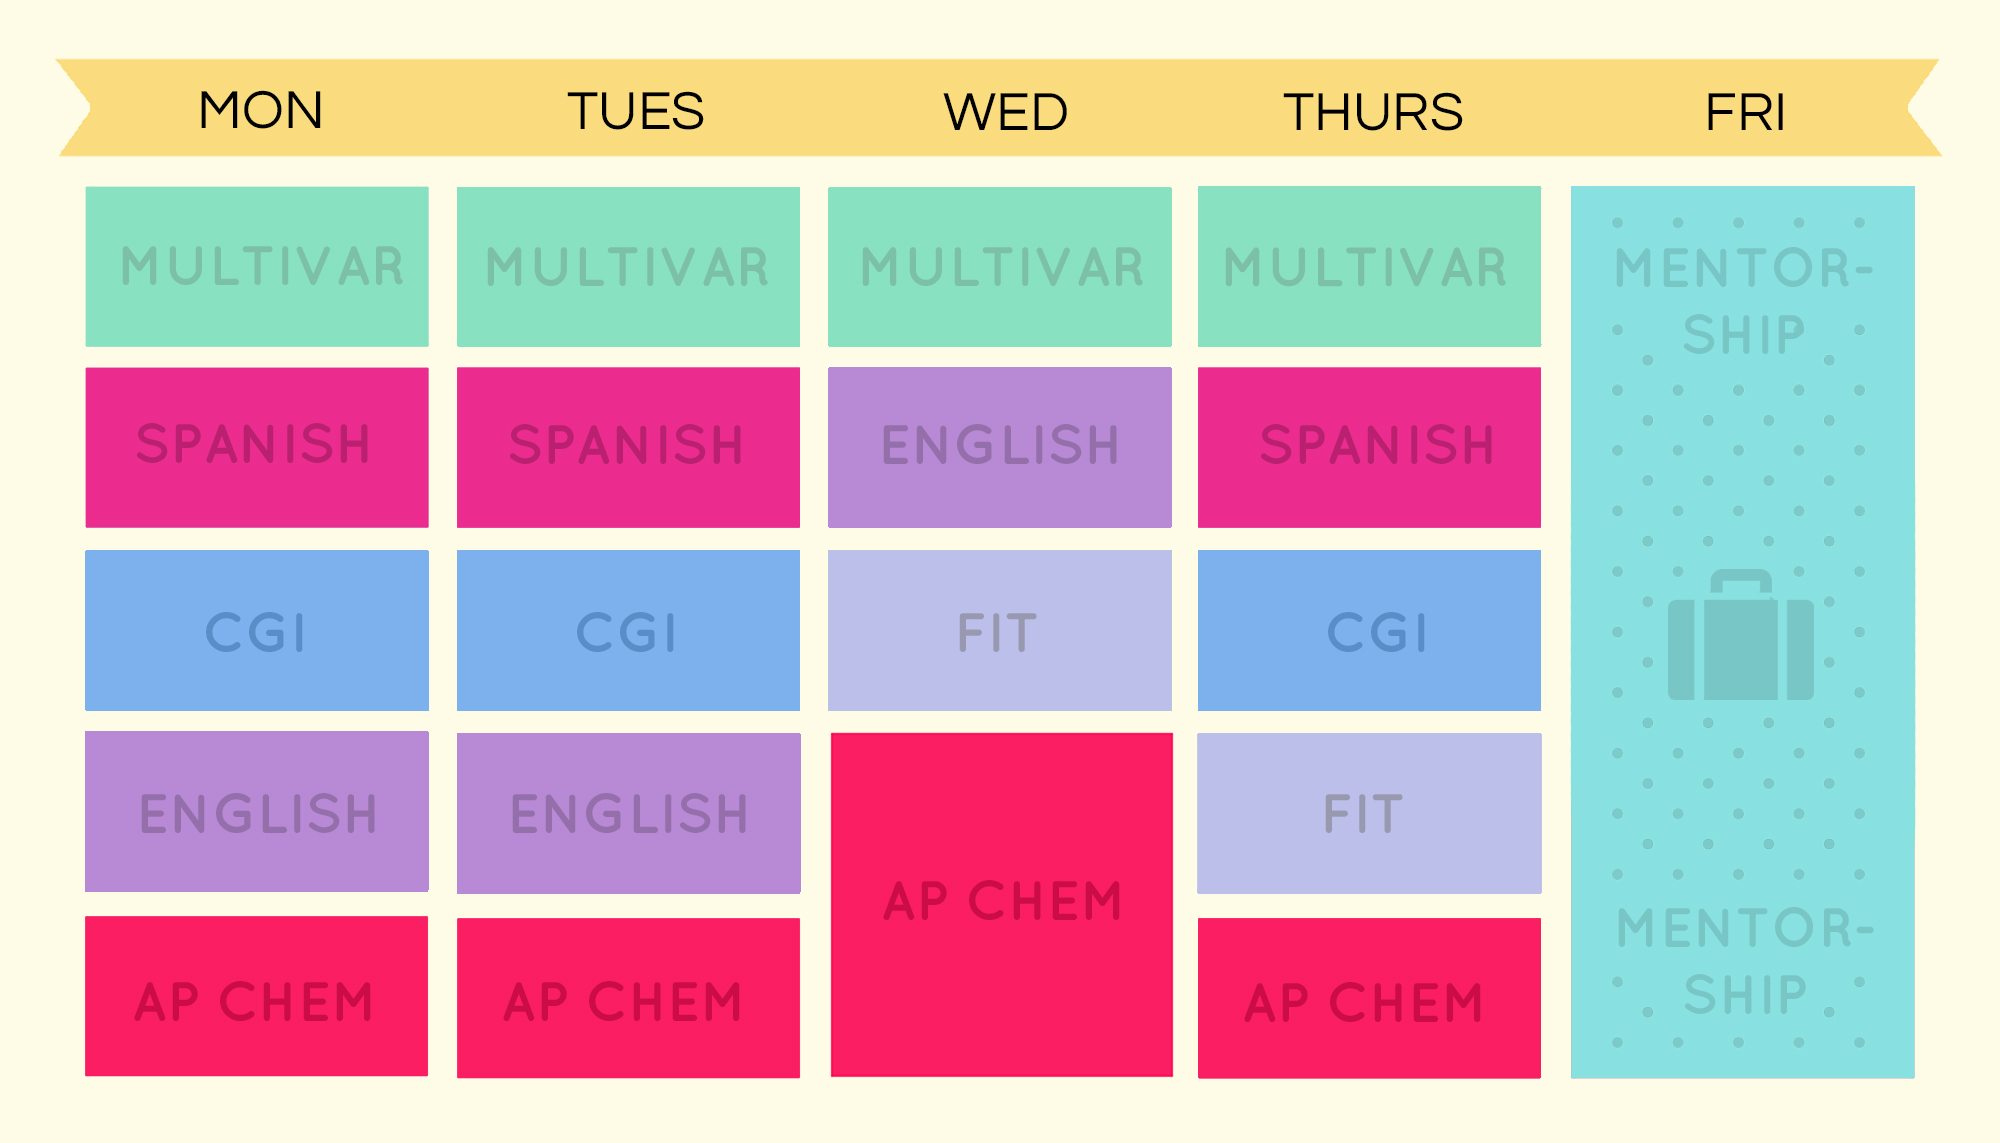 MON TUES WED THURS FRI
MULTIVAR MULTIVAR MULTIVAR MULTIVAR MENTOR-
SHIP
SPANISH SPANISH ENGLISH SPANISH
CGI CGI FIT CGI
ENGLISH ENGLISH AP CHEM FIT
MENTOR-
SHIP
AP CHEM AP CHEM AP CHEM